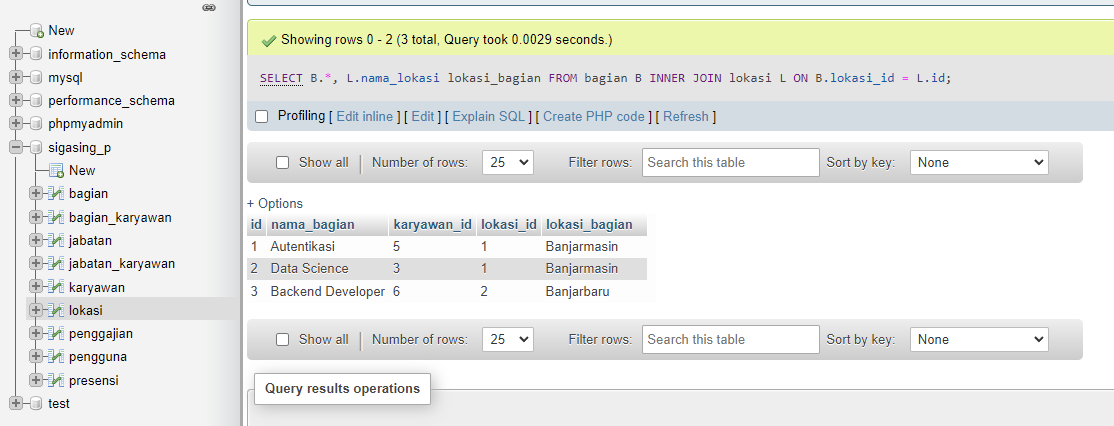 New
information_schema
mysql
performance_schema
phpmyadmin
sigasing_p
New
bagian
bagian_karyawan
jabatan
jabatan_karyawan
karyawan
lokasi
penggajian
pengguna
presensi
test
Showing rows 0 - 2 (3 total, Query took 0.0029 seconds.)
SELECT B.*, L.nama_lokasi lokasi_bagian FROM bagian B INNER JOIN lokasi L ON B.lokasi_id = L.id;
Profiling [ Edit inline ] [ Edit ] [ Explain SQL ] [ Create PHP code ] [ Refresh ]
Show all Number of rows: 25 Filter rows: Search this table Sort by key: None
+ Options
id nama_bagian karyawan_id lokasi_id lokasi_bagian
1 Autentikasi 5 1 Banjarmasin
2 Data Science 3 1 Banjarmasin
3 Backend Developer 6 2 Banjarbaru
Show all Number of rows: 25 Filter rows: Search this table Sort by key: None
Query results operations